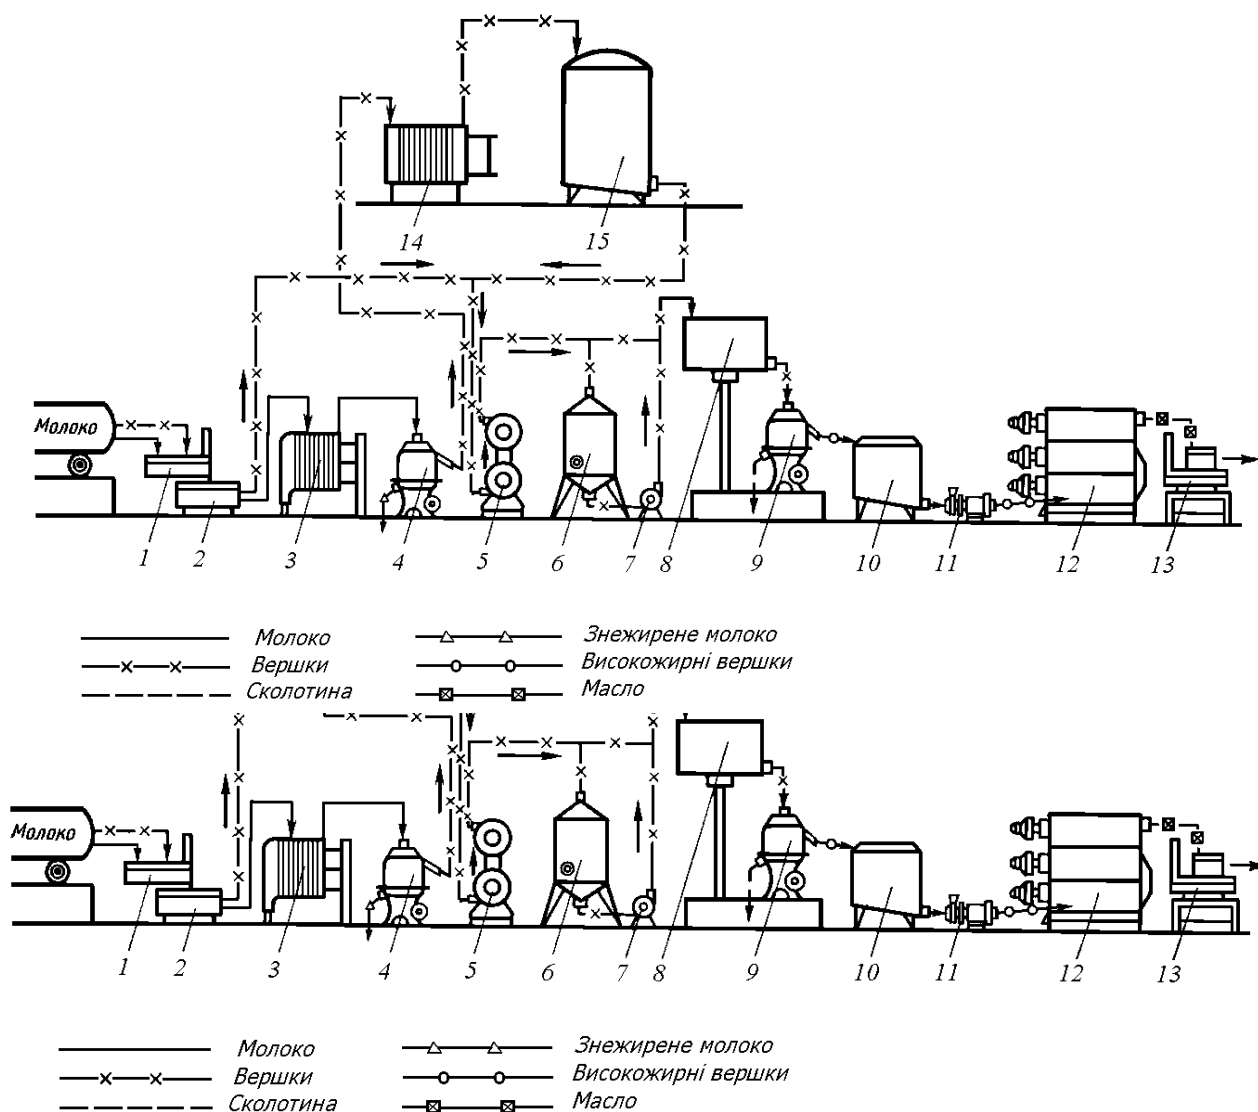 14 15
Молоко
1 2 3 4 5 6 7 8 9 10 11 12 13
Молоко
Вершки
Сколотина
Знежирене молоко
Високожирні вершки
Масло
Молоко
1 2 3 4 5 6 7 8 9 10 11 12 13
Молоко
Вершки
Сколотина
Знежирене молоко
Високожирні вершки
Масло